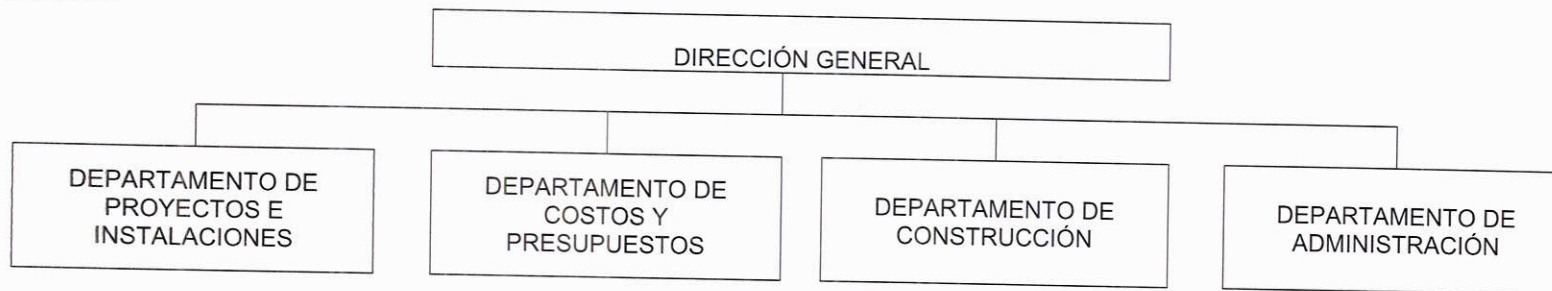 DIRECCIÓN GENERAL
DEPARTAMENTO DE
PROYECTOS E
INSTALACIONES
DEPARTAMENTO DE
COSTOS Y
PRESUPUESTOS
DEPARTAMENTO DE
CONSTRUCCIÓN
DEPARTAMENTO DE
ADMINISTRACIÓN